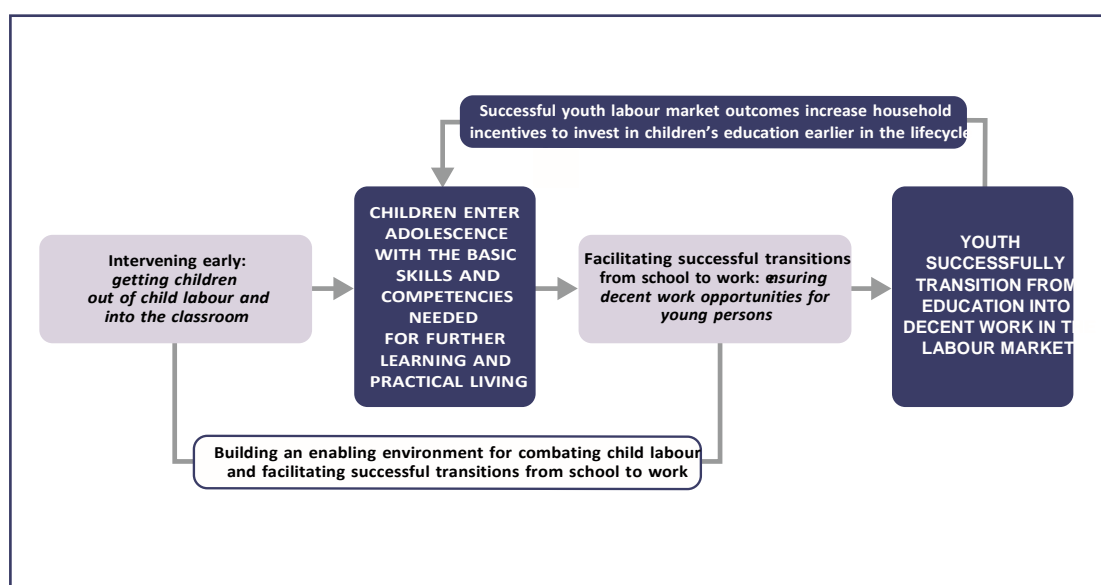 Successful youth labour market outcomes increase household
incentives to invest in children’s education earlier in the lifecycle
Intervening early:
getting children
out of child labour and
into the classroom
CHILDREN ENTER
ADOLESCENCE
WITH THE BASIC
SKILLS AND
COMPETENCIES
NEEDED
FOR FURTHER
LEARNING AND
PRACTICAL LIVING
Facilitating successful transitions
from school to work: ensuring
decent work opportunities for
young persons
YOUTH
SUCCESSFULLY
TRANSITION FROM
EDUCATION INTO
DECENT WORK IN
LABOUR MARKET
Building an enabling environment for combating child labour
and facilitating successful transitions from school to work